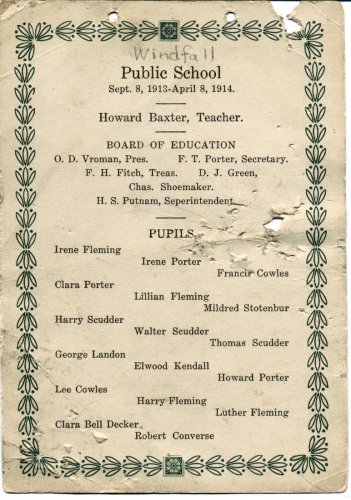 Windfall
Public School
Sept. 8, 1913-April 8, 1914.
Howard Baxter, Teacher.
BOARD OF EDUCATION
O. D. Vroman, Pres. F. T. Porter, Secretary.
F. H. Fitch, Treas. D. J. Green,
Chas. Shoemaker.
H. S. Putnam, Seperintendent.
PUPILS.
Irene Fleming
Irene Porter
Francis Cowles
Clara Porter
Lillian Fleming
Mildred Stotenbur
Harry Scudder
Walter Scudder
Thomas Scudder
George Landon
Elwood Kendall
Howard Porter
Lee Cowles
Harry Fleming
Luther Fleming
Clara Bell Decker
Robert Converse